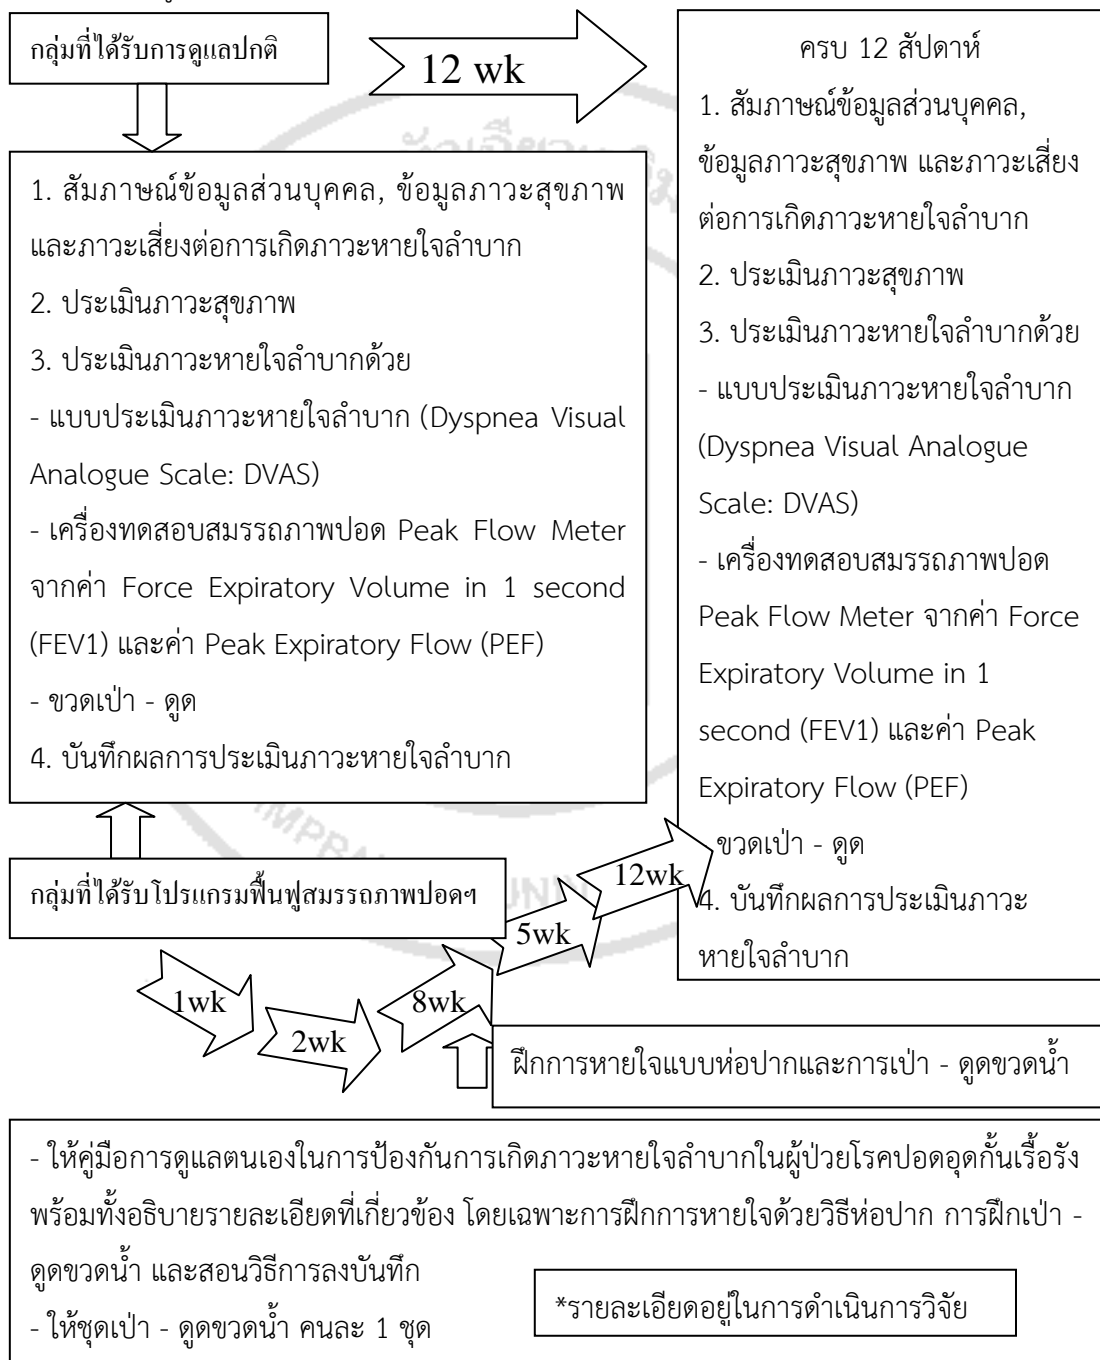 กลุ่มที่ได้รับการดูแลปกติ
12 wk
1. สัมภาษณ์ข้อมูลส่วนบุคคล, ข้อมูลภาวะสุขภาพ
และภาวะเสี่ยงต่อการเกิดภาวะหายใจลำบาก
2. ประเมินภาวะสุขภาพ
3. ประเมินภาวะหายใจลำบากด้วย
- แบบประเมินภาวะหายใจลำบาก (Dyspnea Visual
Analogue Scale: DVAS)
- เครื่องทดสอบสมรรถภาพปอด Peak Flow Meter
จากค่า Force Expiratory Volume in 1 second
(FEV1) และค่า Peak Expiratory Flow (PEF)
- ขวดเป่า - ดูด
4. บันทึกผลการประเมินภาวะหายใจลำบาก
ครบ 12 สัปดาห์
1. สัมภาษณ์ข้อมูลส่วนบุคคล,
ข้อมูลภาวะสุขภาพ และภาวะเสี่ยง
ต่อการเกิดภาวะหายใจลำบาก
2. ประเมินภาวะสุขภาพ
3. ประเมินภาวะหายใจลำบากด้วย
- แบบประเมินภาวะหายใจลำบาก
(Dyspnea Visual Analogue
Scale: DVAS)
- เครื่องทดสอบสมรรถภาพปอด
Peak Flow Meter จากค่า Force
Expiratory Volume in 1
second (FEV1) และค่า Peak
Expiratory Flow (PEF)
ขวดเป่า - ดูด
4. บันทึกผลการประเมินภาวะ
หายใจลำบาก
กลุ่มที่ได้รับโปรแกรมฟื้นฟูสมรรถภาพปอดฯ
1wk
2wk
8wk
5wk
12wk
ฝึกการหายใจแบบห่อปากและการเป่า - ดูดขวดน้ำ
- ให้คู่มือการดูแลตนเองในการป้องกันการเกิดภาวะหายใจลำบากในผู้ป่วยโรคปอดอุดกั้นเรื้อรัง
พร้อมทั้งอธิบายรายละเอียดที่เกี่ยวข้อง โดยเฉพาะการฝึกการหายใจด้วยวิธีห่อปาก การฝึกเป่า -
ดูดขวดน้ำ และสอนวิธีการลงบันทึก
- ให้ชุดเป่า - ดูดขวดน้ำ คนละ 1 ชุด
*รายละเอียดอยู่ในการดำเนินการวิจัย